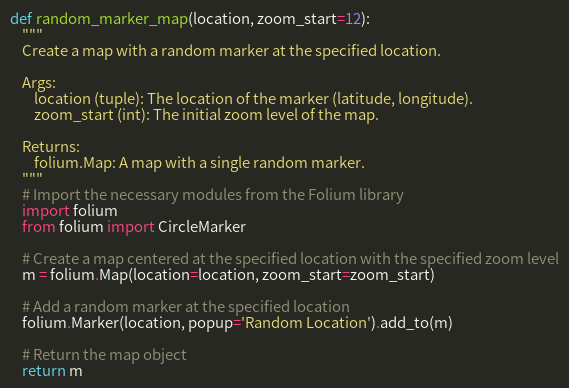 def random_marker_map(location, zoom_start=12):
"""
Create a map with a random marker at the specified location.
Args:
location (tuple): The location of the marker (latitude, longitude).
zoom_start (int): The initial zoom level of the map.
Returns:
folium.Map: A map with a single random marker.
"""
# Import the necessary modules from the Folium library
import folium
from folium import CircleMarker
# Create a map centered at the specified location with the specified zoom level
m = folium.Map(location=location, zoom_start=zoom_start)
# Add a random marker at the specified location
folium.Marker(location, popup='Random Location').add_to(m)
# Return the map object
return m